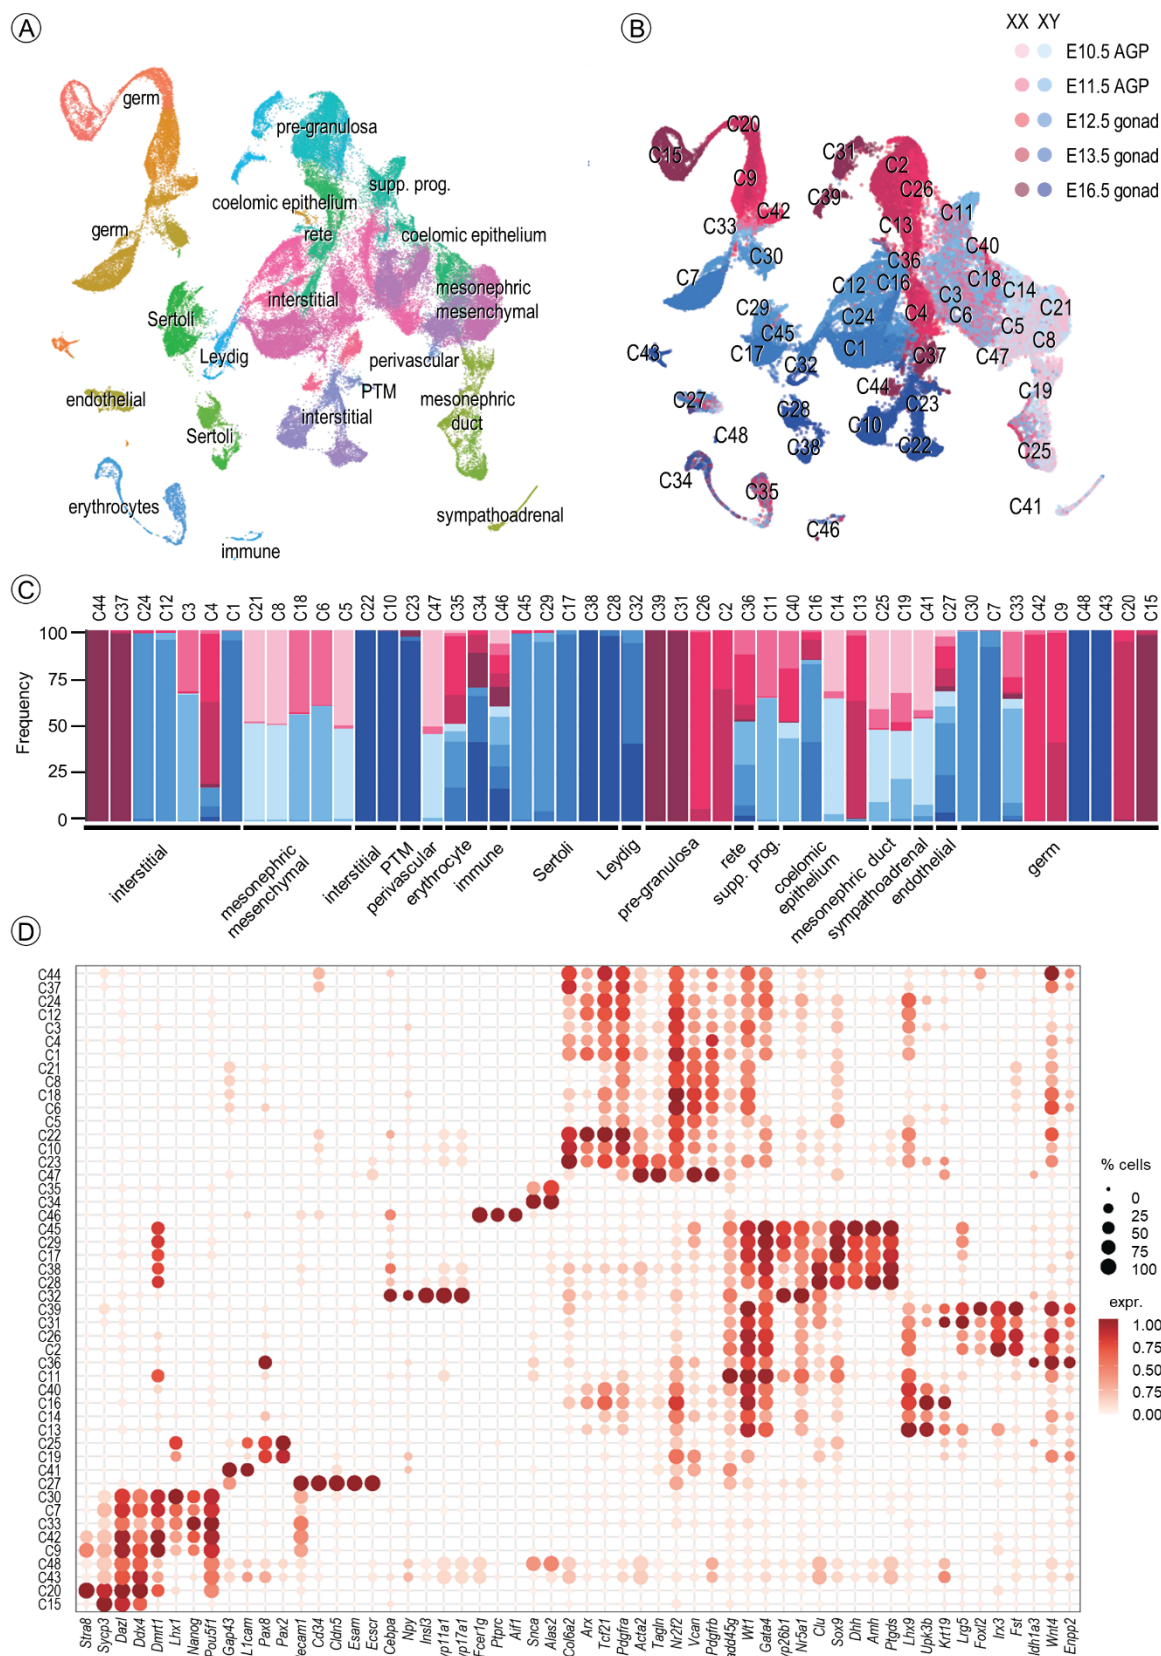 A
germ
pre-granulosa
supp. prog.
coelomic epithelium
rete
coelomic epithelium
germ
mesonephric
mesenchymal
interstitial
Sertoli
Leydig
perivascular
PTM
endothelial
mesonephric
duct
interstitial
Sertoli
erythrocytes
sympathoadrenal
immune
B
XX XY
E10.5 AGP
E11.5 AGP
E12.5 gonad
E13.5 gonad
E16.5 gonad
C20
C15
C31
C2
C9
C26
C39
C42
C11
C33
C13
C40
C30
C36
C7
C12
C16
C18
C14
C3
C21
C29
C24
C4
C6
C5
C45
C8
C43
C17
C1
C37
C47
C32
C44
C19
C27
C28
C23
C10
C48
C38
C22
C25
C34
C35
C41
C46
C
C44 C37 C24 C12 C3 C4 C1 C21 C8 C18 C6 C5 C22 C10 C23 C47 C35 C34 C46 C45 C29 C17 C38 C28 C32 C39 C31 C26 C2 C36 C11 C40 C16 C14 C13 C25 C19 C41 C27 C30 C7 C33 C42 C9 C48 C43 C20 C15
Frequency
100
75
50
25
0
interstitial
mesonephric
mesenchymal
interstitial
PTM
perivascular
erythrocyte
immune
Sertoli
Leydig
pre-granulosa
rete
supp. prog.
coelomic
epithelium
mesonephric duct
sympathoadrenal
endothelial
germ
D
C44
C37
C24
C12
C3
C4
C1
C21
C8
C18
C6
C5
C22
C10
C23
C47
C35
C34
C46
C45
C29
C17
C38
C28
C32
C39
C31
C26
C2
C36
C11
C40
C16
C14
C13
C25
C19
C41
C27
C30
C7
C33
C42
C9
C48
C43
C20
C15
Stra8 Sycp3 Dazl Ddx4 Dmrt1 Lhx1 Nanog Pou5f1 Gap43 L1cam Pax8 Pax2 ecam1 Cd34 Cldn5 Esam Ecscr Cebpa Npy Insl3 yp11a1 yp17a1 Fcer1g Ptprc Aif1 Snca Alas2 Col6a2 Arx Tcf21 Pdgfra Acta2 Tagln Nr2f2 Vcan Pdgfrb add45g Wt1 Gata4 yp26b1 Nr5a1 Clu Sox9 Dhh Amh Ptgds Lhx9 Upk3b Krt19 Lrg5 Foxl2 Irx3 Fst ldh1a3 Wnt4 Enpp2
% cells
0
25
50
75
100
expr.
1.00
0.75
0.50
0.75
0.00